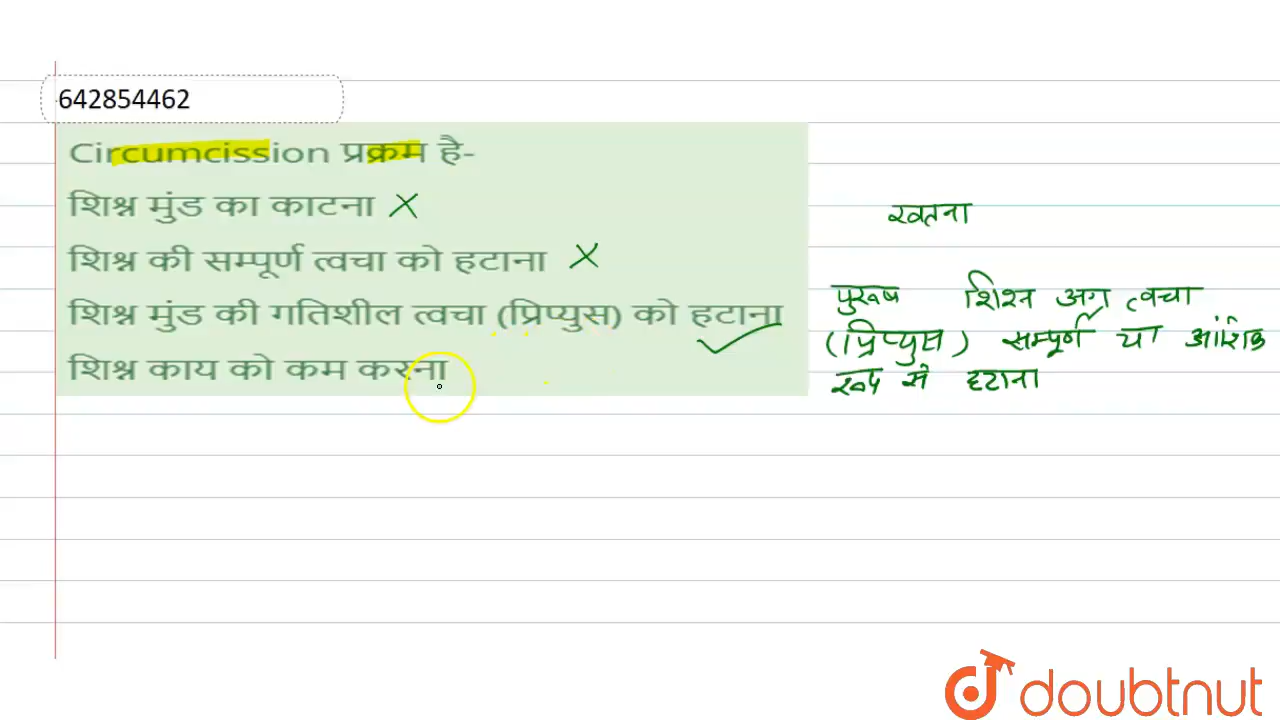 642854462
Circumcission प्रक्रम है-
शिश्न मुंड का काटना X
शिश्न की सम्पूर्ण त्वचा को हटाना X
शिश्न मुंड की गतिशील त्वचा (प्रिप्युस) को हटाना
शिश्न काय को कम करना
खतना
पुरूष शिश्न अग्र त्वचा
(प्रिप्युस) सम्पूर्ण या आंशिक
रूप से हटाना
doubtnut